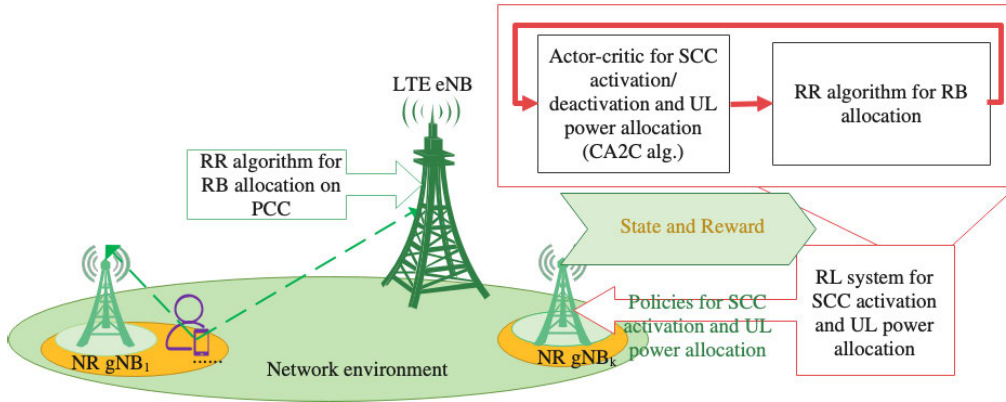 Actor-critic for SCC
activation/
deactivation and UL
power allocation
(CA2C alg.)
RR algorithm for RB
allocation
LTE eNB
RR algorithm for
RB allocation on
PCC
State and Reward
RL system for
SCC activation
and UL power
allocation
Policies for SCC
activation and UL
power allocation
......
NR gNB1
NR gNBk
Network environment